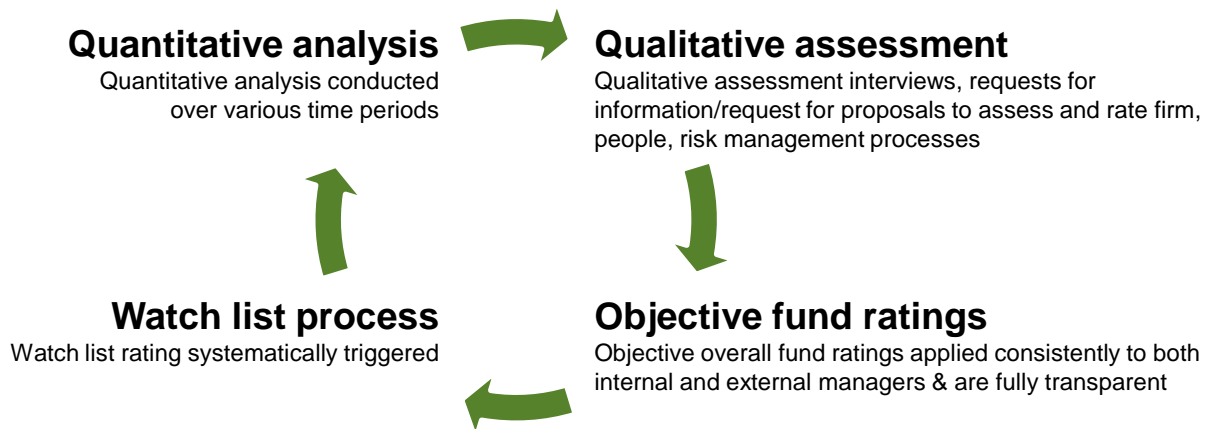 Quantitative analysis
Quantitative analysis conducted
over various time periods
Qualitative assessment
Qualitative assessment interviews, requests for
information/request for proposals to assess and rate firm,
people, risk management processes
Watch list process
Watch list rating systematically triggered
Objective fund ratings
Objective overall fund ratings applied consistently to both
internal and external managers & are fully transparent